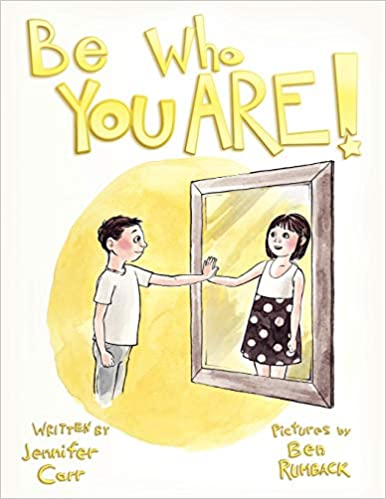 Be Who
YOU ARE!
WRITTEN BY
Jennifer
Carr
Pictures by
Ben
RUMBACK